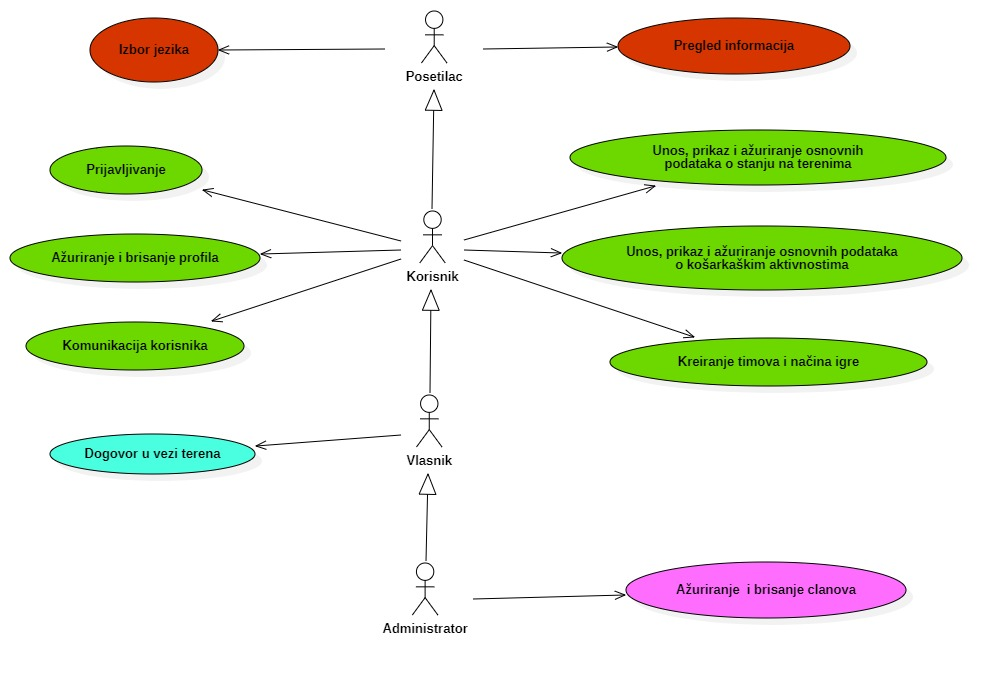 Izbor jezika
Pregled informacija
Posetilac
Prijavljivanje
Unos, prikaz i ažuriranje osnovnih
podataka o stanju na terenima
Ažuriranje i brisanje profila
Korisnik
Unos, prikaz i ažuriranje osnovnih podataka
o košarkaškim aktivnostima
Komunikacija korisnika
Kreiranje timova i načina igre
Dogovor u vezi terena
Vlasnik
Ažuriranje  i brisanje clanova
Administrator